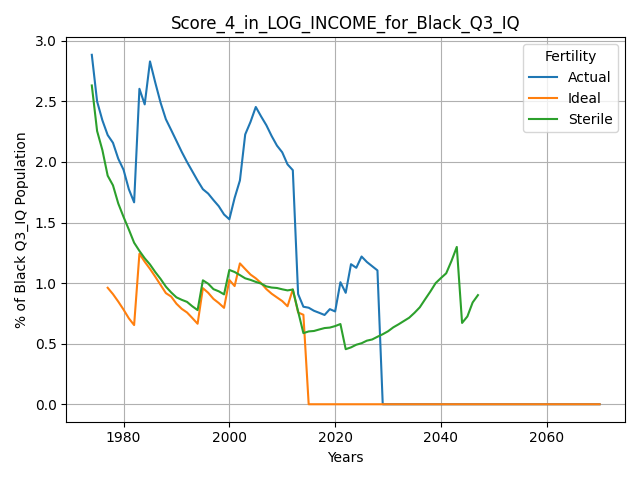 Score_4_in_LOG_INCOME_for_Black_Q3_IQ
% of Black Q3_IQ Population
3.0
2.5
2.0
1.5
1.0
0.5
0.0
Fertility
Actual
Ideal
Sterile
1980
2000
2020
2040
2060
Years